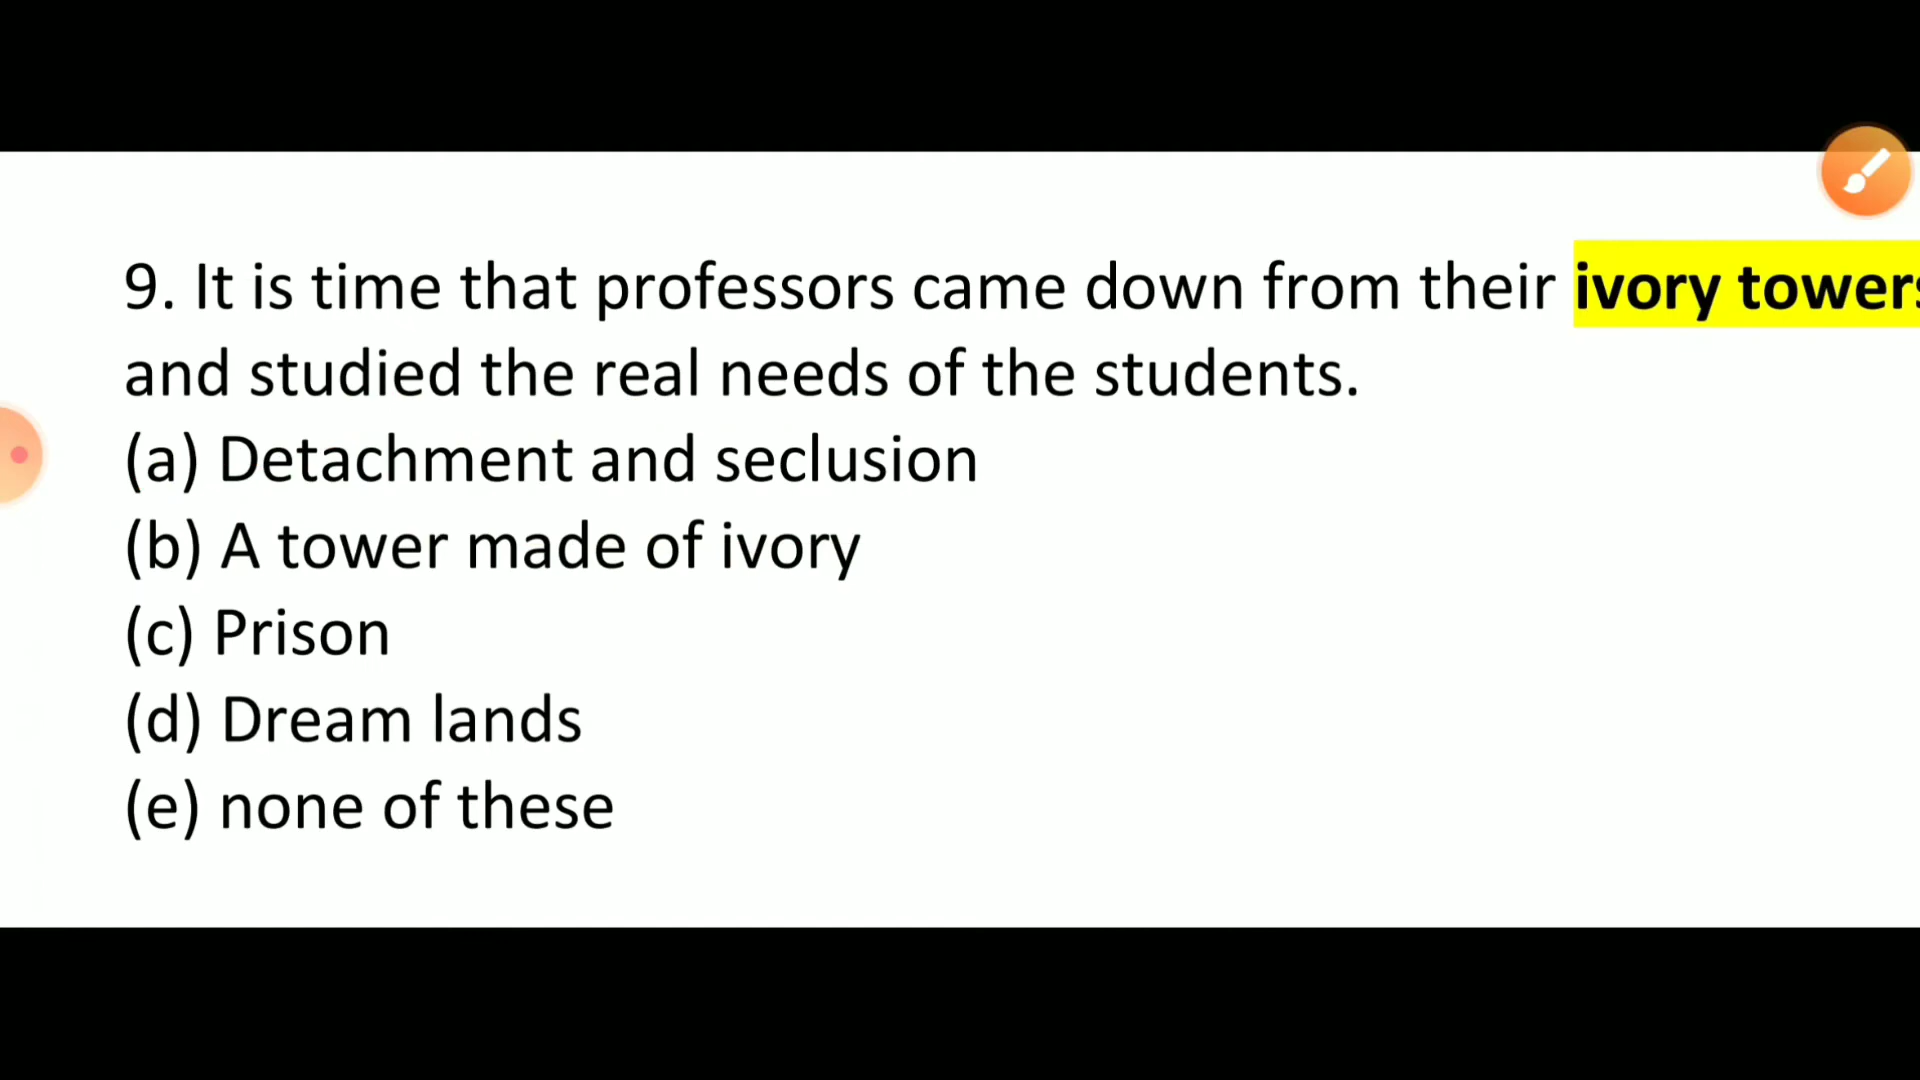 9. It is time that professors came down from their ivory towers
and studied the real needs of the students.
(a) Detachment and seclusion
(b) A tower made of ivory
(c) Prison
(d) Dream lands
(e) none of these